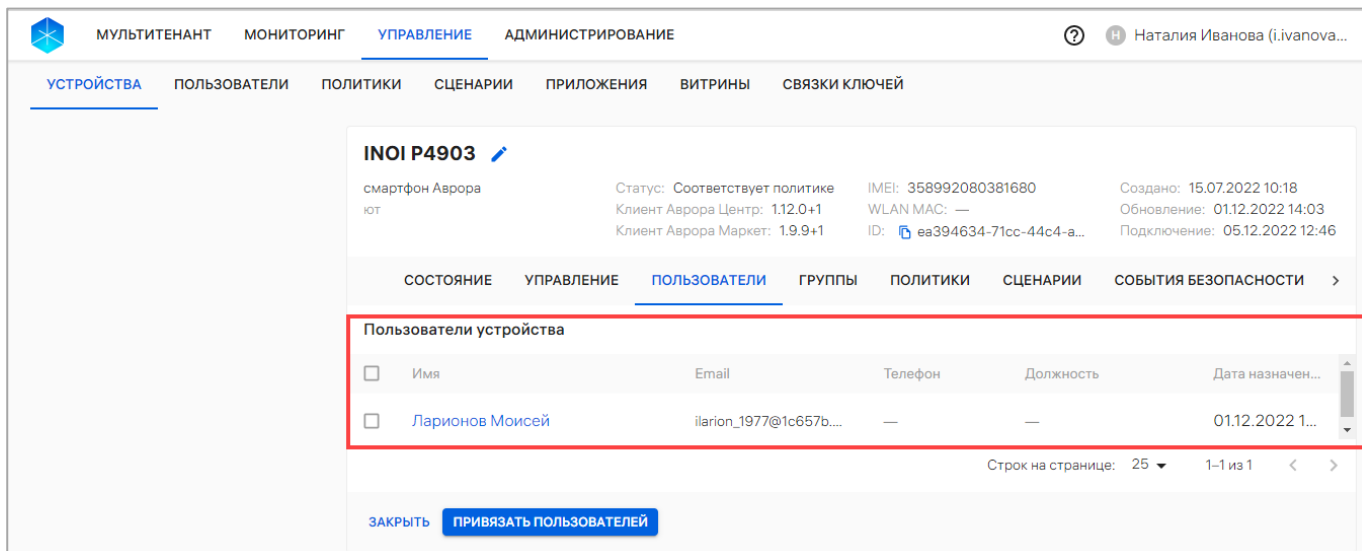 МУЛЬТИТЕНАНТ МОНИТОРИНГ УПРАВЛЕНИЕ АДМИНИСТРИРОВАНИЕ ? Н Наталия Иванова (i.ivanova...
УСТРОЙСТВА ПОЛЬЗОВАТЕЛИ ПОЛИТИКИ СЦЕНАРИИ ПРИЛОЖЕНИЯ ВИТРИНЫ СВЯЗКИ КЛЮЧЕЙ
INOI P4903
смартфон Аврора Статус: Соответствует политике IMEI: 358992080381680 Создано: 15.07.2022 10:18
ют Клиент Аврора Центр: 1.12.0+1 WLAN MAC: — Обновление: 01.12.2022 14:03
Клиент Аврора Маркет: 1.9.9+1 ID: ea394634-71cc-44c4-a... Подключение: 05.12.2022 12:46
СОСТОЯНИЕ УПРАВЛЕНИЕ ПОЛЬЗОВАТЕЛИ ГРУППЫ ПОЛИТИКИ СЦЕНАРИИ СОБЫТИЯ БЕЗОПАСНОСТИ
Пользователи устройства
Имя Email Телефон Должность Дата назначен...
Ларионов Моисей ilarion_1977@1c657b.... — — 01.12.2022 1...
Строк на странице: 25 1–1 из 1
ЗАКРЫТЬ ПРИВЯЗАТЬ ПОЛЬЗОВАТЕЛЕЙ